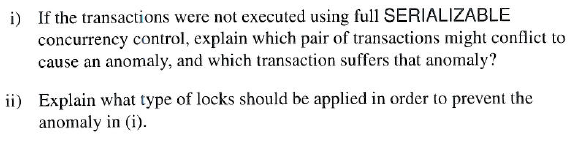 i) If the transactions were not executed using full SERIALIZABLE
concurrency control, explain which pair of transactions might conflict to
cause an anomaly, and which transaction suffers that anomaly?
ii) Explain what type of locks should be applied in order to prevent the
anomaly in (i).